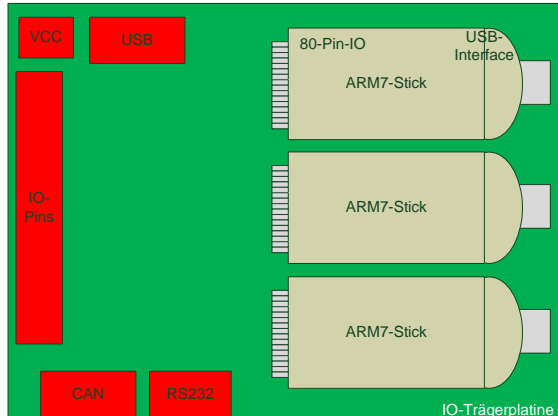 VCC
USB
80-Pin-IO
USB-
Interface
ARM7-Stick
IO-
Pins
ARM7-Stick
ARM7-Stick
CAN
RS232
IO-Trägerplatine